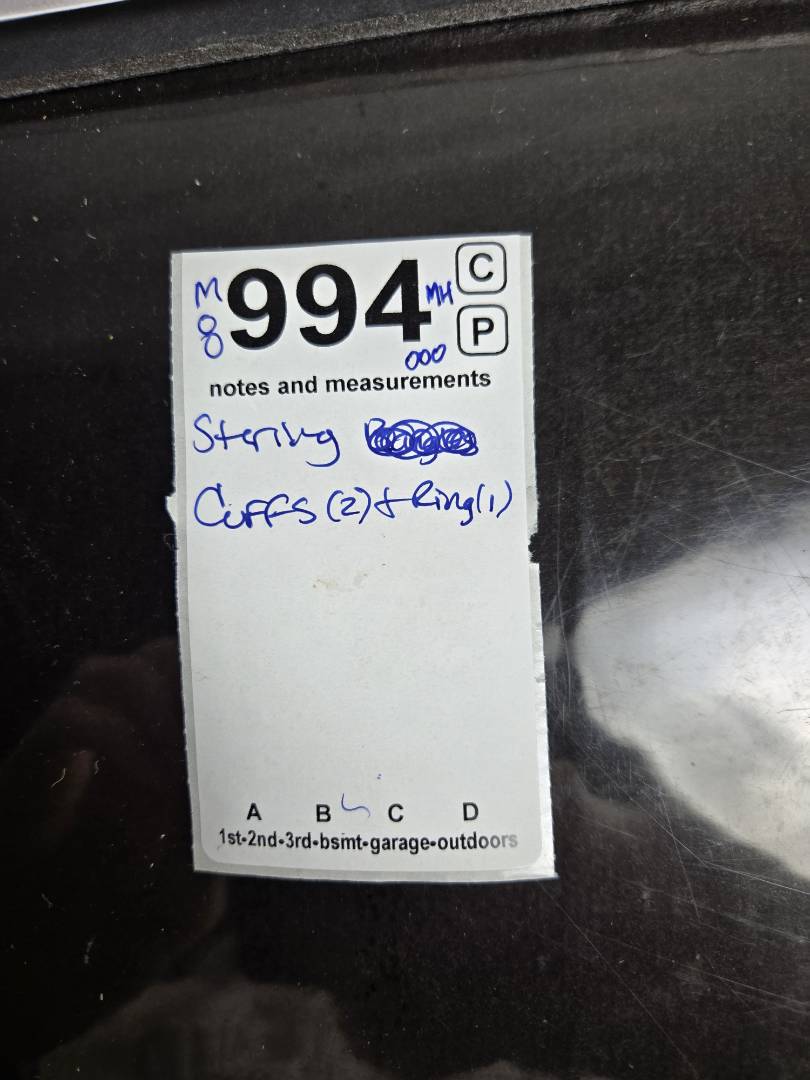 M 994 MH C
8 000 P
notes and measurements
Sterling
Cuffs (2) & Ring (1)
A B C D
1st-2nd-3rd-bsmt-garage-outdoors